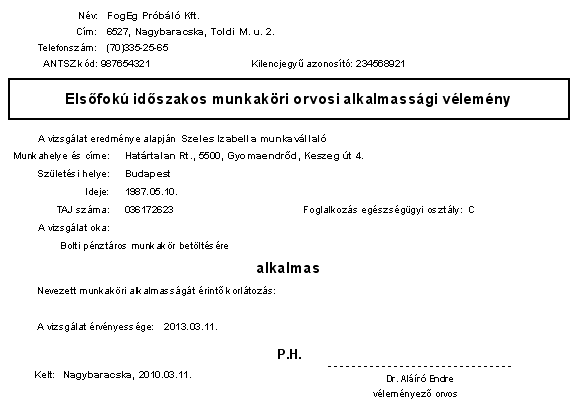 Név: FogEg Próbáló Kft.
Cím: 6527, Nagybaracska, Toldi M. u. 2.
Telefonszám: (70)335-25-65
ANTSZ kód: 987654321 Kilencjegyű azonosító: 234568921
Elsőfokú időszakos munkaköri orvosi alkalmassági vélemény
A vizsgálat eredménye alapján Szeles Izabella munkavállaló
Munkahelye és címe: Határtalan Rt., 5500, Gyomaendrőd, Keszeg út 4.
Születési helye: Budapest
Ideje: 1987.05.10.
TAJ száma: 036172623 Foglalkozás egészségügyi osztály: C
A vizsgálat oka:
Bolti pénztáros munkakör betöltésére
alkalmas
Nevezett munkaköri alkalmasságát érintő korlátozás:
A vizsgálat érvényessége: 2013.03.11.
P.H.
Kelt: Nagybaracska, 2010.03.11.
Dr. Aláíró Endre
véleményező orvos